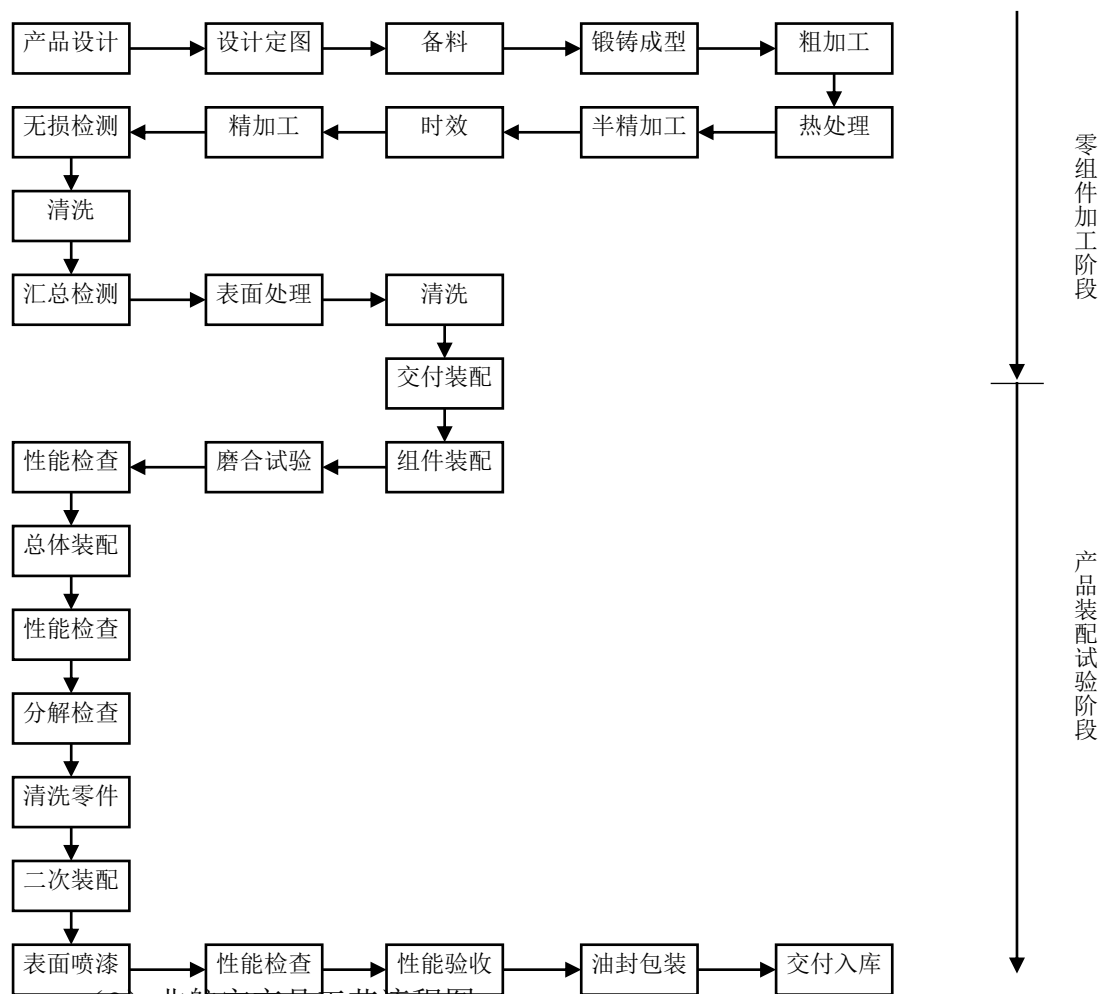 产品设计
设计定图
备料
锻铸成型
粗加工
热处理
半精加工
时效
精加工
无损检测
清洗
汇总检测
表面处理
清洗
交付装配
组件装配
磨合试验
性能检查
总体装配
性能检查
分解检查
清洗零件
二次装配
表面喷漆
性能检查
性能验收
油封包装
交付入库
零组件加工阶段
产品装配试验阶段